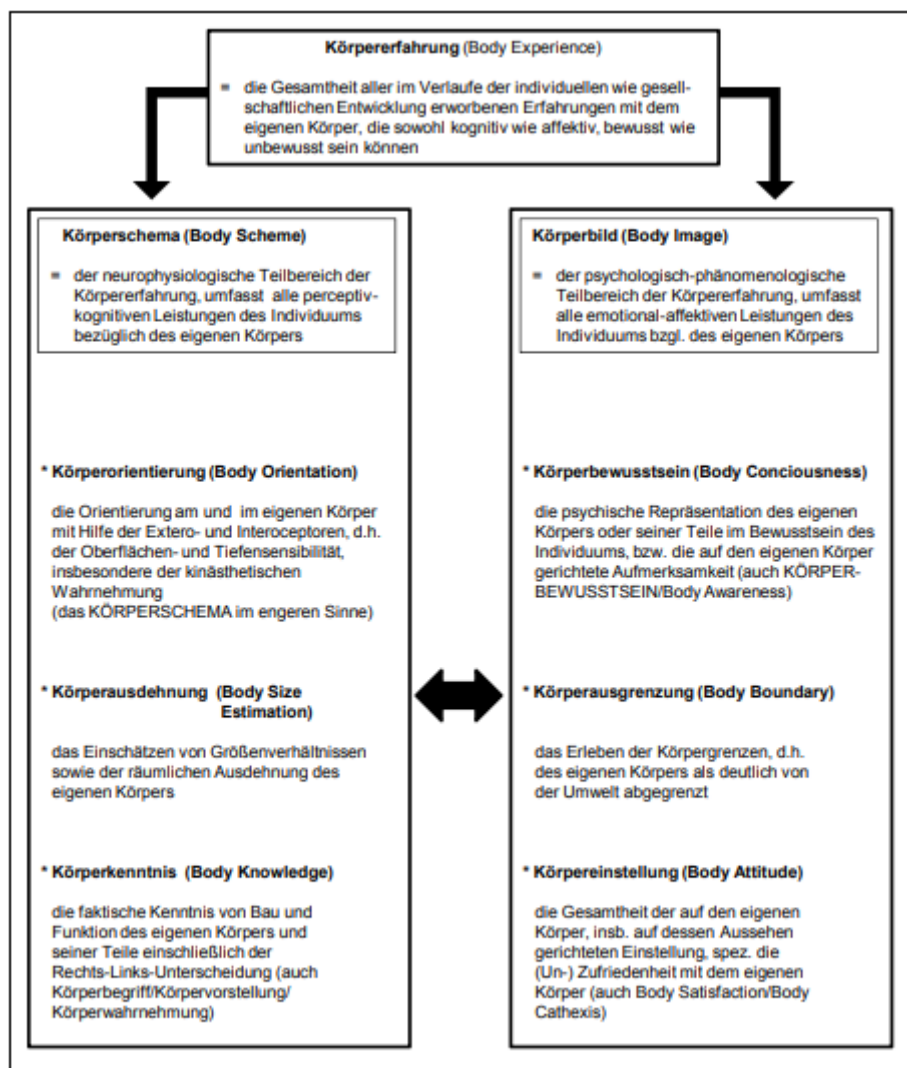 Körpererfahrung (Body Experience)
= die Gesamtheit aller im Verlaufe der individuellen wie gesell-
schaftlichen Entwicklung erworbenen Erfahrungen mit dem
eigenen Körper, die sowohl kognitiv wie affektiv, bewusst wie
unbewusst sein können
Körperschema (Body Scheme)
= der neurophysiologische Teilbereich der
Körpererfahrung, umfasst alle perceptiv-
kognitiven Leistungen des Individuums
bezüglich des eigenen Körpers
* Körperorientierung (Body Orientation)
die Orientierung am und im eigenen Körper
mit Hilfe der Extero- und Interoceptoren, d.h.
der Oberflächen- und Tiefensensibilität,
insbesondere der kinästhetischen
Wahrnehmung
(das KÖRPERSCHEMA im engeren Sinne)
* Körperausdehnung (Body Size
Estimation)
das Einschätzen von Größenverhältnissen
sowie der räumlichen Ausdehnung des
eigenen Körpers
* Körperkenntnis (Body Knowledge)
die faktische Kenntnis von Bau und
Funktion des eigenen Körpers und
seiner Teile einschließlich der
Rechts-Links-Unterscheidung (auch
Körperbegriff/Körpervorstellung/
Körperwahrnehmung)
Körperbild (Body Image)
= der psychologisch-phänomenologische
Teilbereich der Körpererfahrung, umfasst
alle emotional-affektiven Leistungen des
Individuums bzgl. des eigenen Körpers
* Körperbewusstsein (Body Conciousness)
die psychische Repräsentation des eigenen
Körpers oder seiner Teile im Bewusstsein des
Individuums, bzw. die auf den eigenen Körper
gerichtete Aufmerksamkeit (auch KÖRPER-
BEWUSSTSEIN/Body Awareness)
* Körperausgrenzung (Body Boundary)
das Erleben der Körpergrenzen, d.h.
des eigenen Körpers als deutlich von
der Umwelt abgegrenzt
* Körpereinstellung (Body Attitude)
die Gesamtheit der auf den eigenen
Körper, insb. auf dessen Aussehen
gerichteten Einstellung, spez. die
(Un-) Zufriedenheit mit dem eigenen
Körper (auch Body Satisfaction/Body
Cathexis)